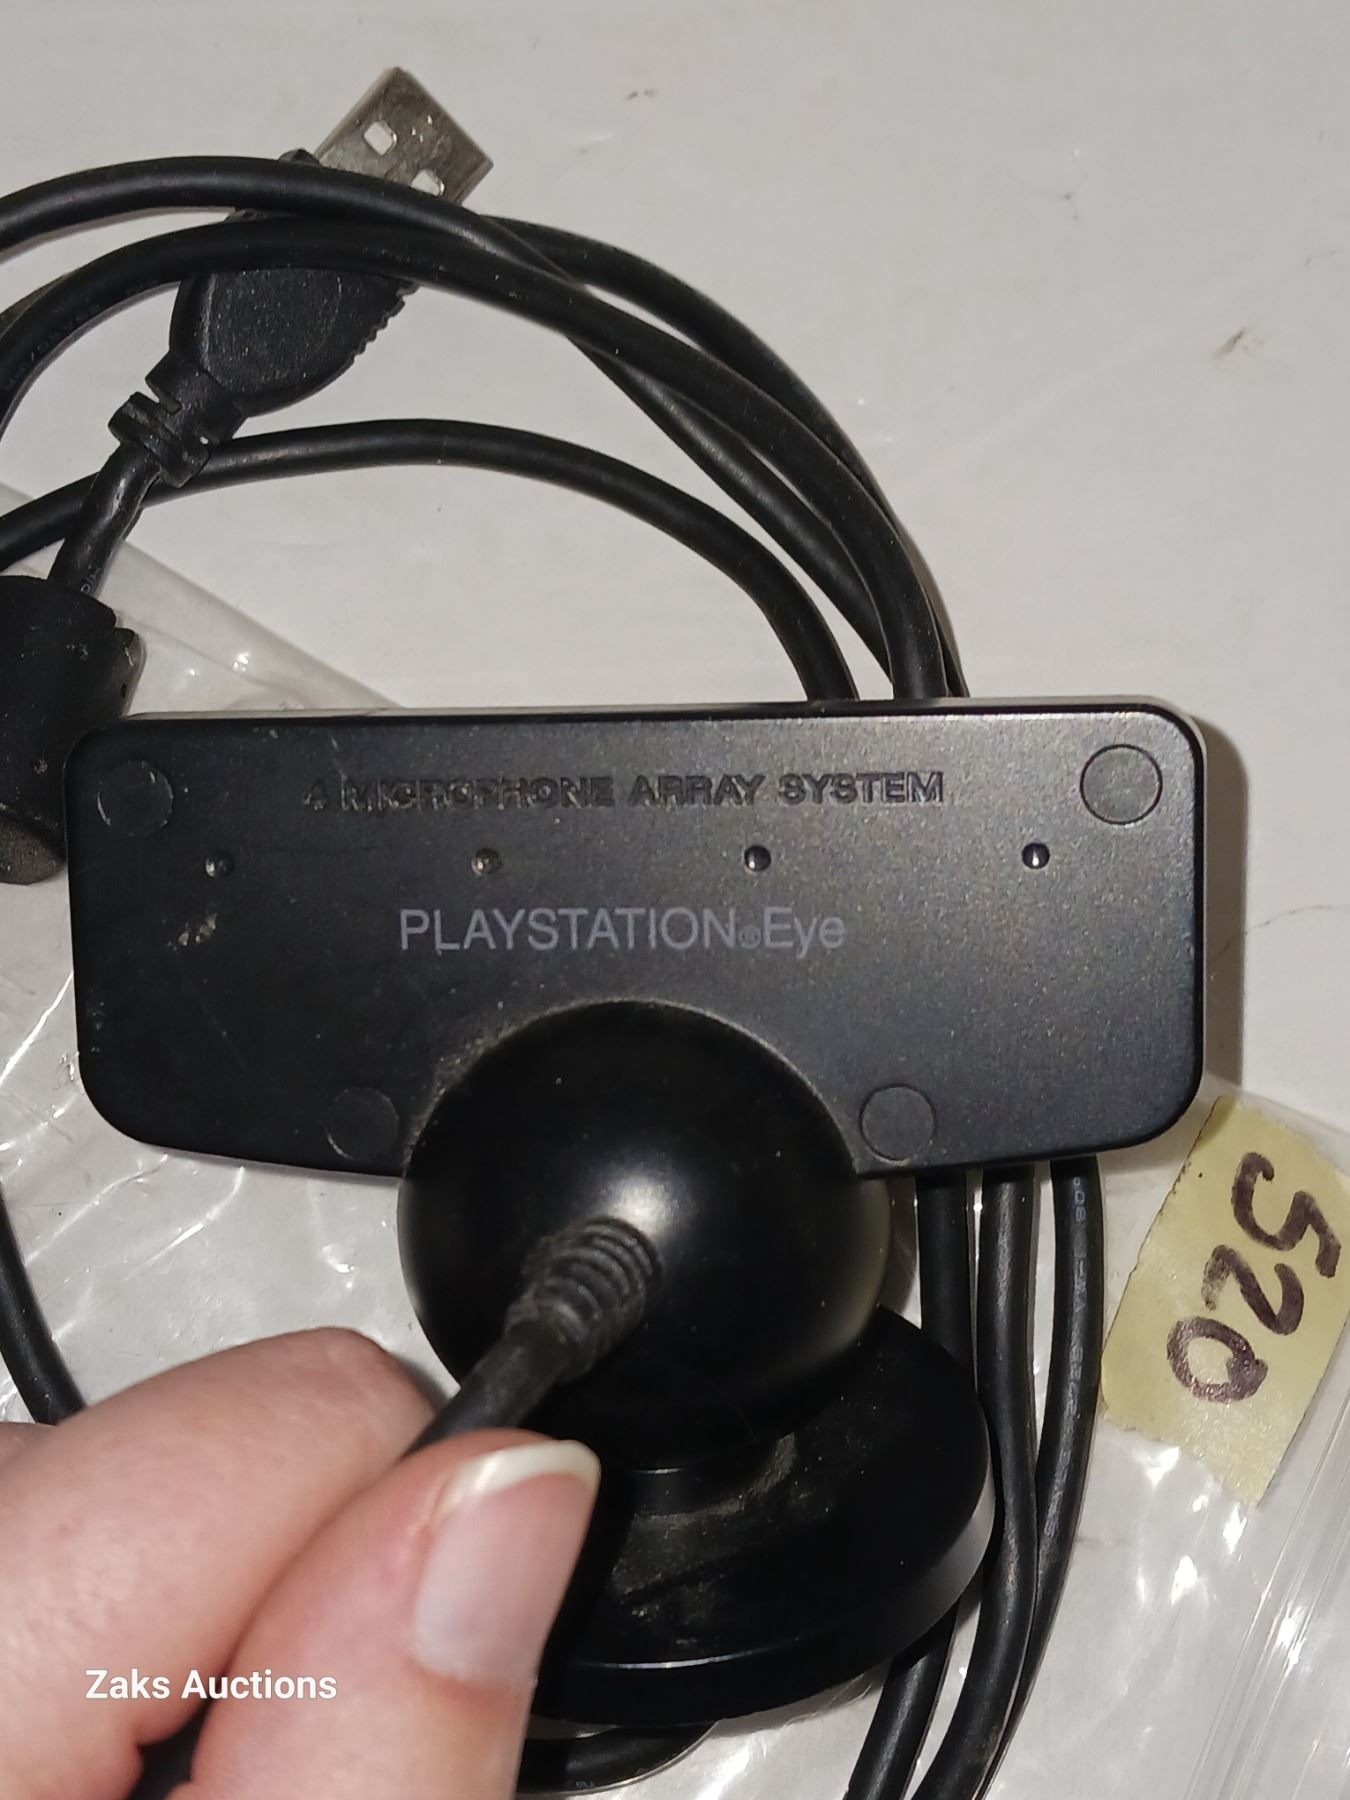 4 MICROPHONE ARRAY SYSTEM
PLAYSTATION®Eye
520
Zaks Auctions